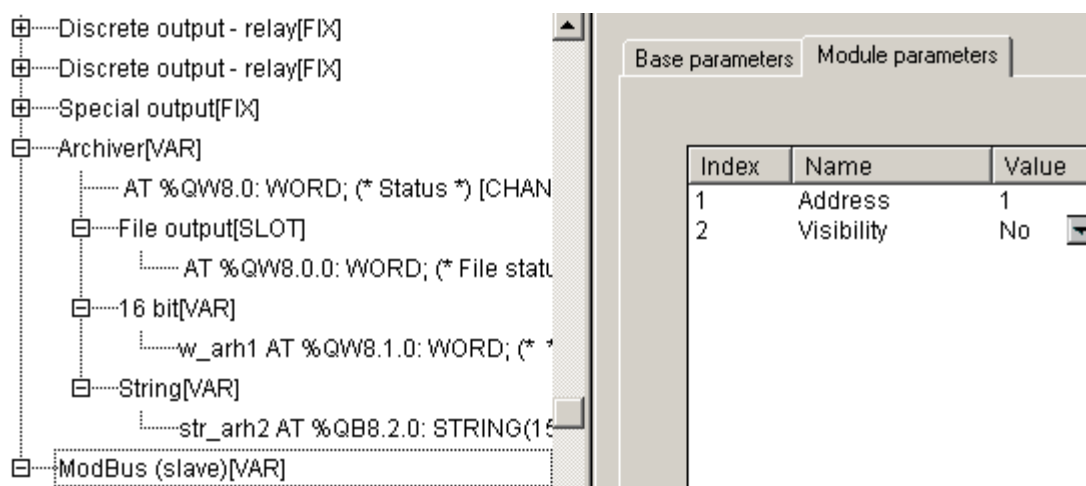 Discrete output - relay[FIX]
Discrete output - relay[FIX]
Special output[FIX]
Archiver[VAR]
AT %QW8.0: WORD; (* Status *) [CHAN
File output[SLOT]
AT %QW8.0.0: WORD; (* File statu
16 bit[VAR]
w_arh1 AT %QW8.1.0: WORD; (* *
String[VAR]
str_arh2 AT %QB8.2.0: STRING(15
ModBus (slave)[VAR]
Base parameters Module parameters
Index Name Value
1 Address 1
2 Visibility No